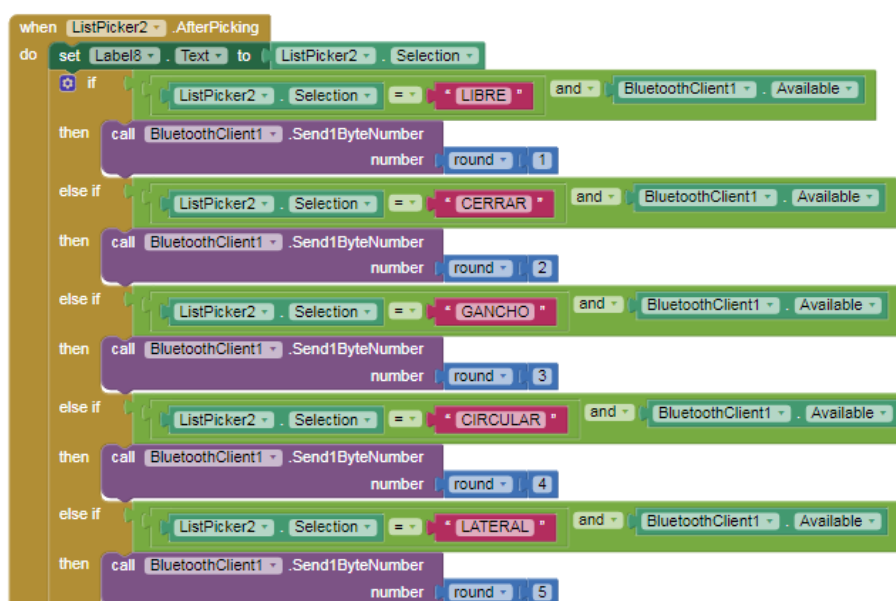 when ListPicker2 .AfterPicking
do set Label8 . Text to ListPicker2 . Selection
if ListPicker2 . Selection = " LIBRE " and BluetoothClient1 . Available
then call BluetoothClient1 .Send1ByteNumber
number round 1
else if ListPicker2 . Selection = " CERRAR " and BluetoothClient1 . Available
then call BluetoothClient1 .Send1ByteNumber
number round 2
else if ListPicker2 . Selection = " GANCHO " and BluetoothClient1 . Available
then call BluetoothClient1 .Send1ByteNumber
number round 3
else if ListPicker2 . Selection = " CIRCULAR " and BluetoothClient1 . Available
then call BluetoothClient1 .Send1ByteNumber
number round 4
else if ListPicker2 . Selection = " LATERAL " and BluetoothClient1 . Available
then call BluetoothClient1 .Send1ByteNumber
number round 5